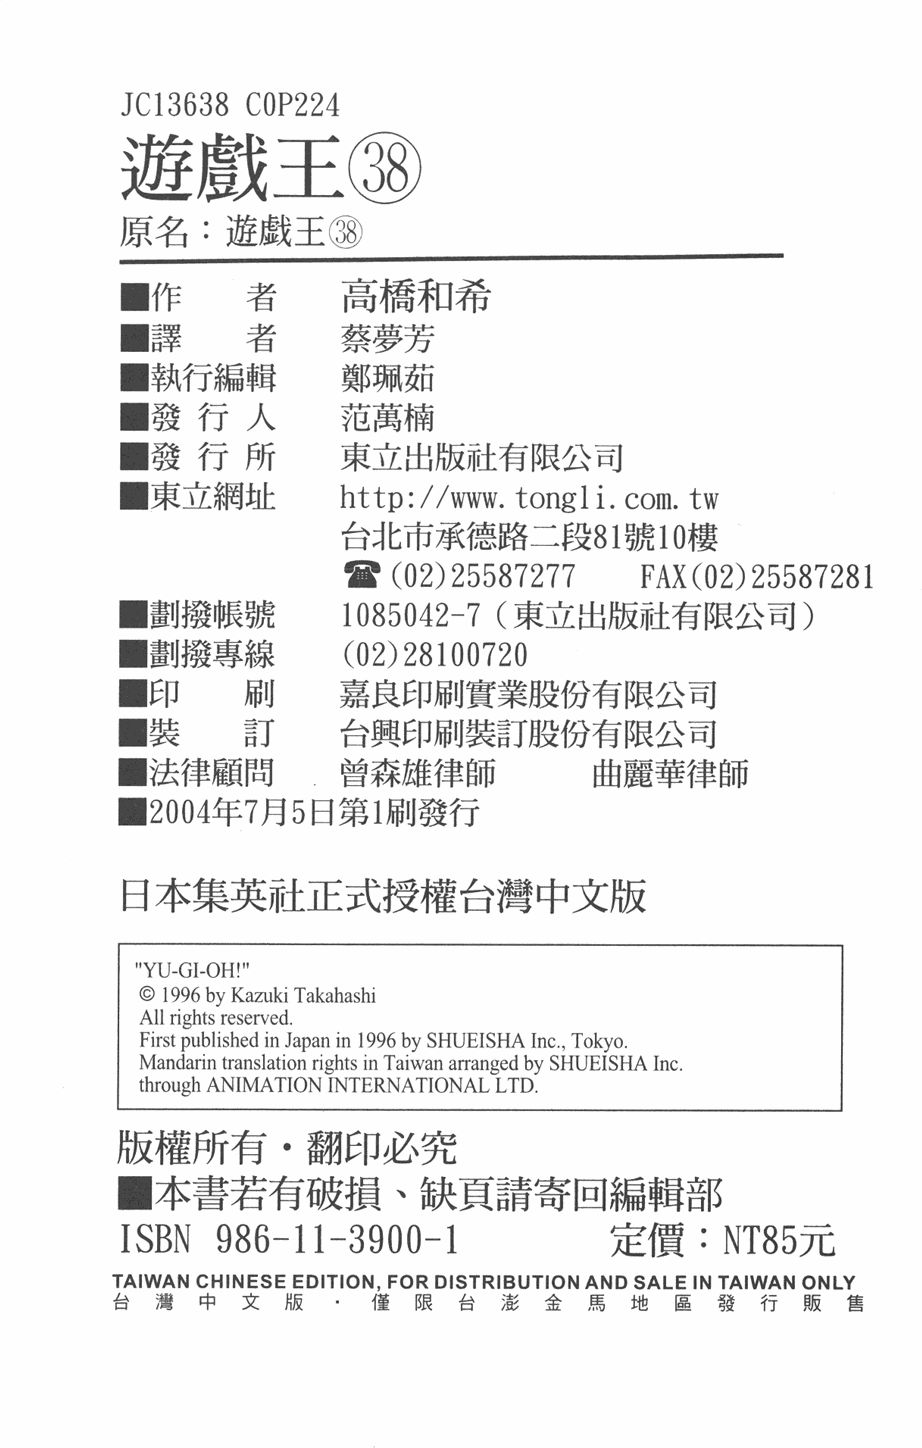 JC13638 C0P224
遊戲王㊳
原名：遊戯王㊳
■作　　者　　高橋和希
■譯　　者　　蔡夢芳
■執行編輯　　鄭珮茹
■發 行 人　　范萬楠
■發 行 所　　東立出版社有限公司
■東立網址　　http://www.tongli.com.tw
台北市承德路二段81號10樓
☎(02)25587277　　FAX(02)25587281
■劃撥帳號　　1085042-7（東立出版社有限公司）
■劃撥專線　　(02)28100720
■印　　刷　　嘉良印刷實業股份有限公司
■裝　　訂　　台興印刷裝訂股份有限公司
■法律顧問　　曾森雄律師　　　曲麗華律師
■2004年7月5日第1刷發行
日本集英社正式授權台灣中文版
"YU-GI-OH!"
© 1996 by Kazuki Takahashi
All rights reserved.
First published in Japan in 1996 by SHUEISHA Inc., Tokyo.
Mandarin translation rights in Taiwan arranged by SHUEISHA Inc.
through ANIMATION INTERNATIONAL LTD.
版權所有・翻印必究
■本書若有破損、缺頁請寄回編輯部
ISBN 986-11-3900-1　　　定價：NT85元
TAIWAN CHINESE EDITION, FOR DISTRIBUTION AND SALE IN TAIWAN ONLY
台灣中文版・僅限台澎金馬地區發行販售